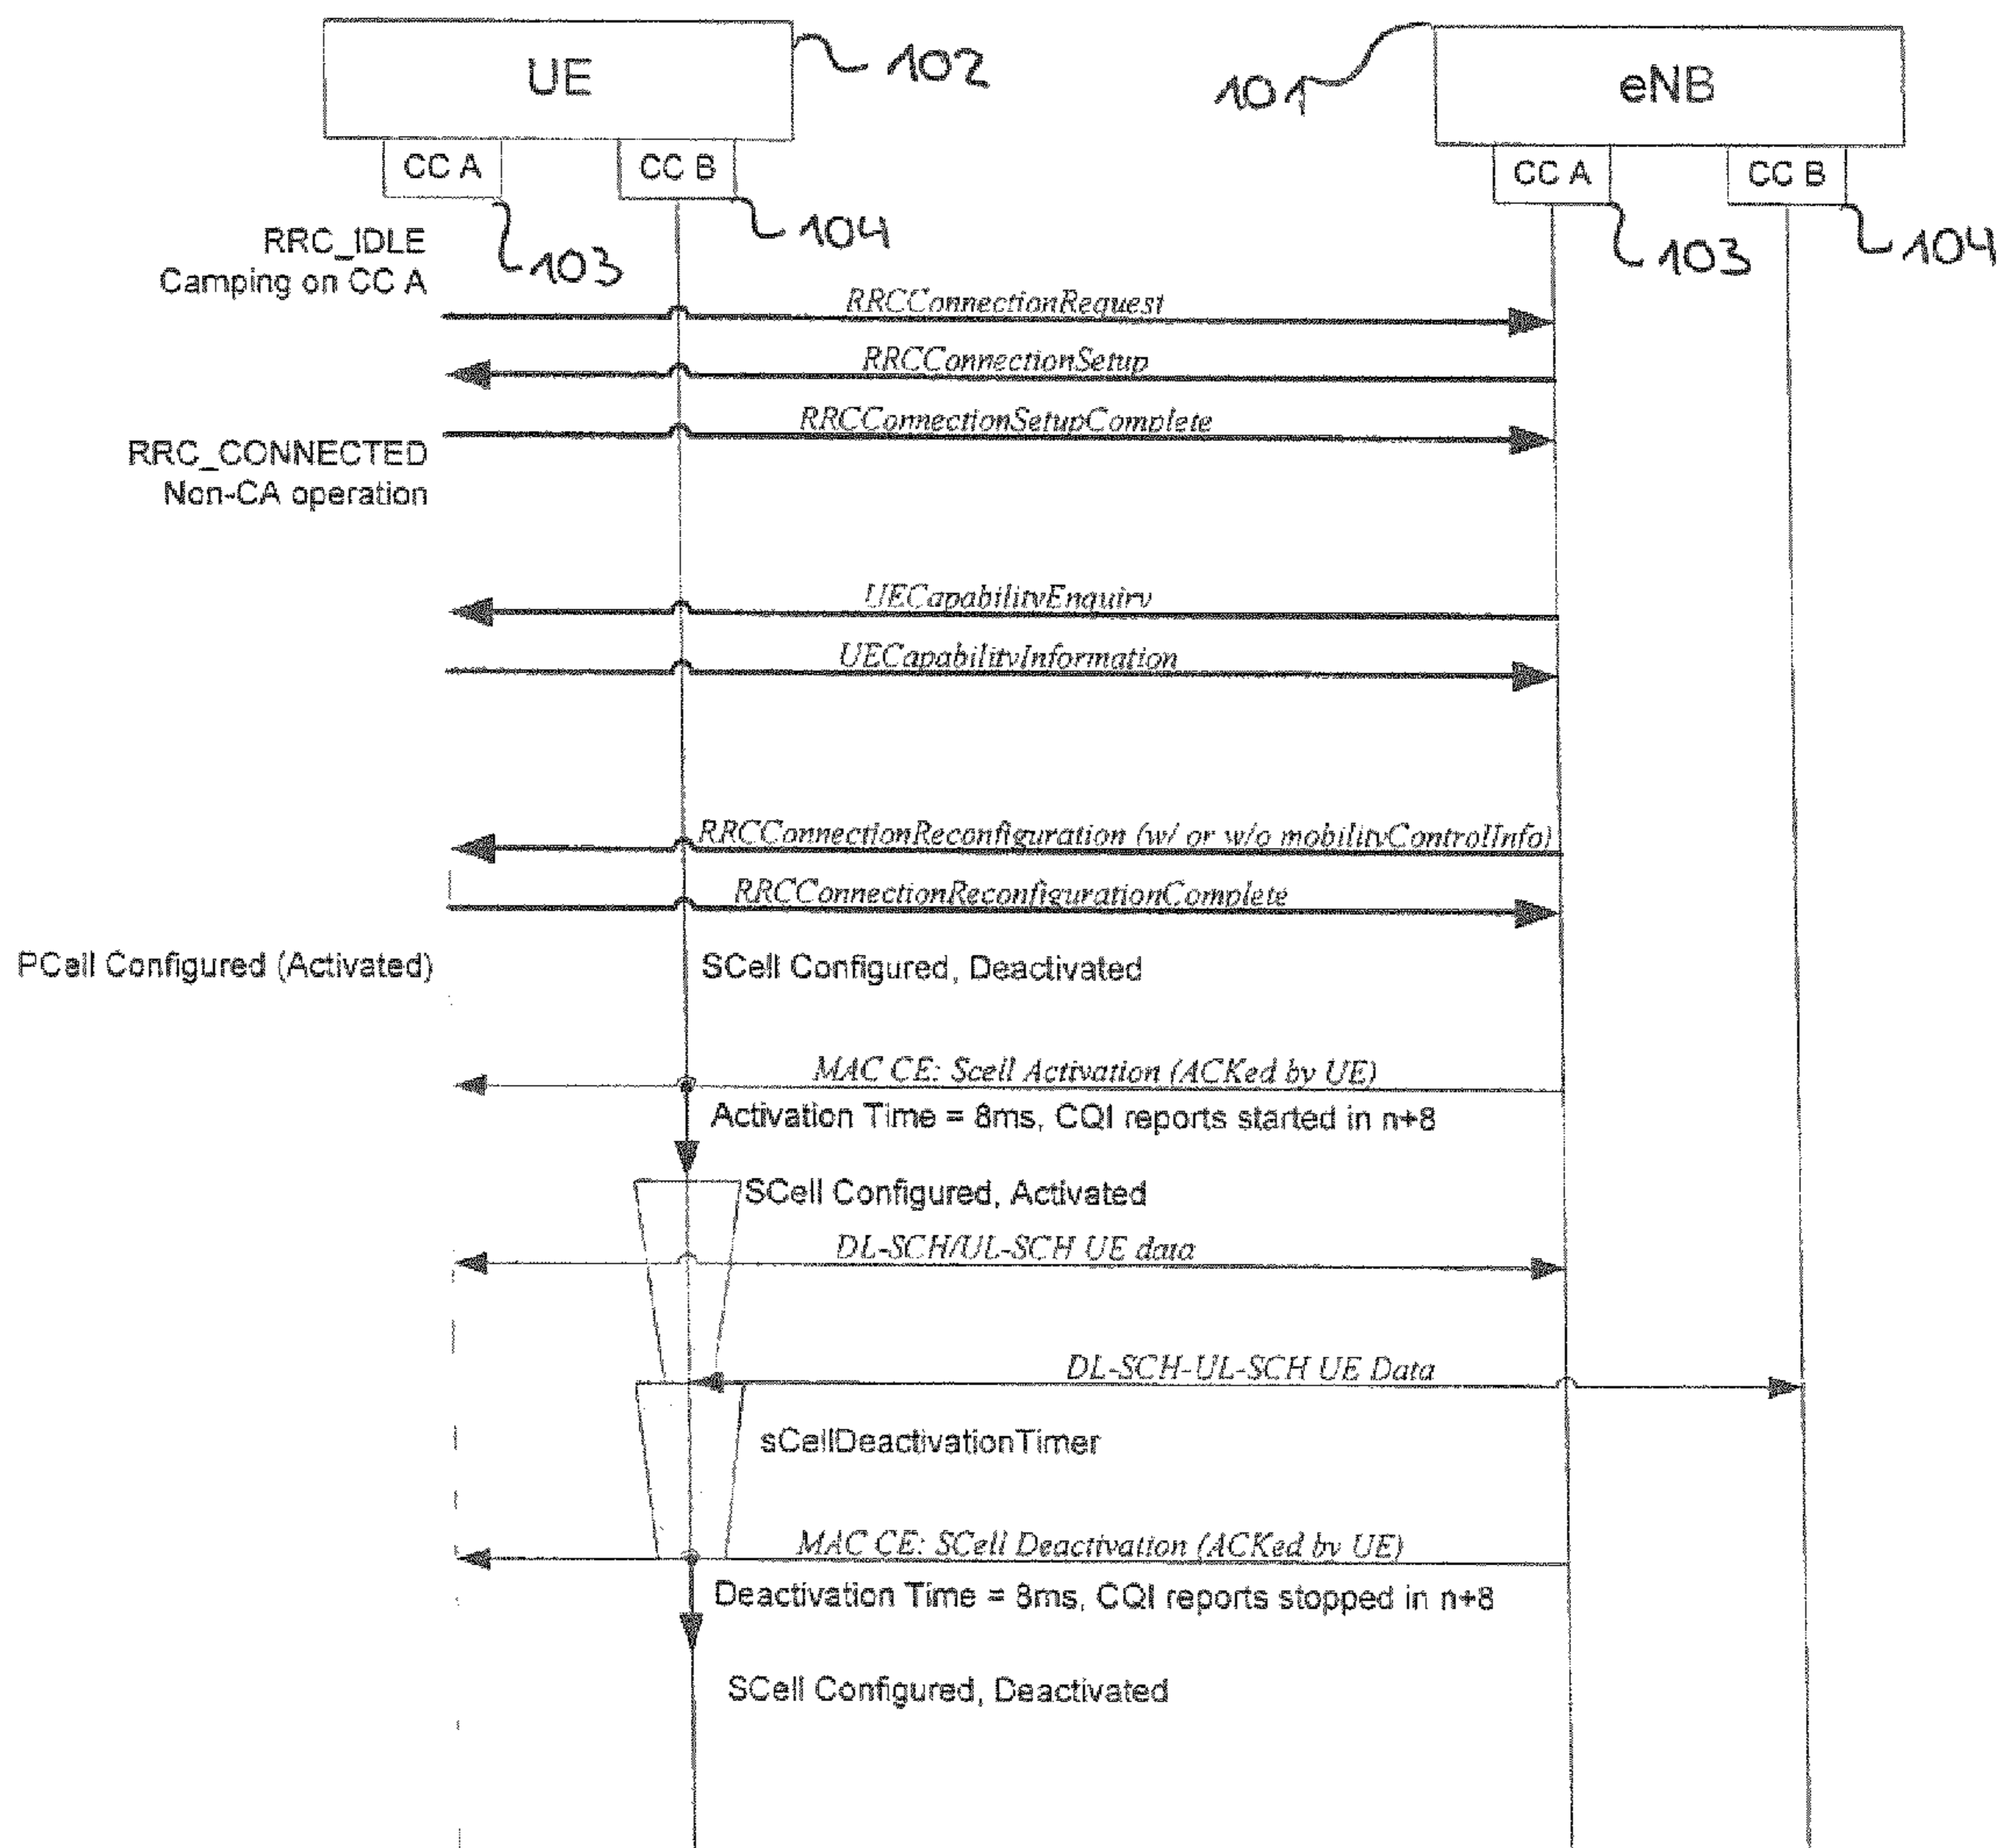 UE
102
101
eNB
CC A
CC B
CC A
CC B
103
104
103
104
RRC_IDLE
Camping on CC A
RRCConnectionRequest
RRCConnectionSetup
RRCConnectionSetupComplete
RRC_CONNECTED
Non-CA operation
UECapabilityEnquiry
UECapabilityInformation
RRCConnectionReconfiguration (w/ or w/o mobilityControlInfo)
RRCConnectionReconfigurationComplete
PCell Configured (Activated)
SCell Configured, Deactivated
MAC CE: Scell Activation (ACKed by UE)
Activation Time = 8ms, CQI reports started in n+8
SCell Configured, Activated
DL-SCH/UL-SCH UE data
DL-SCH-UL-SCH UE Data
sCellDeactivationTimer
MAC CE: SCell Deactivation (ACKed by UE)
Deactivation Time = 8ms, CQI reports stopped in n+8
SCell Configured, Deactivated